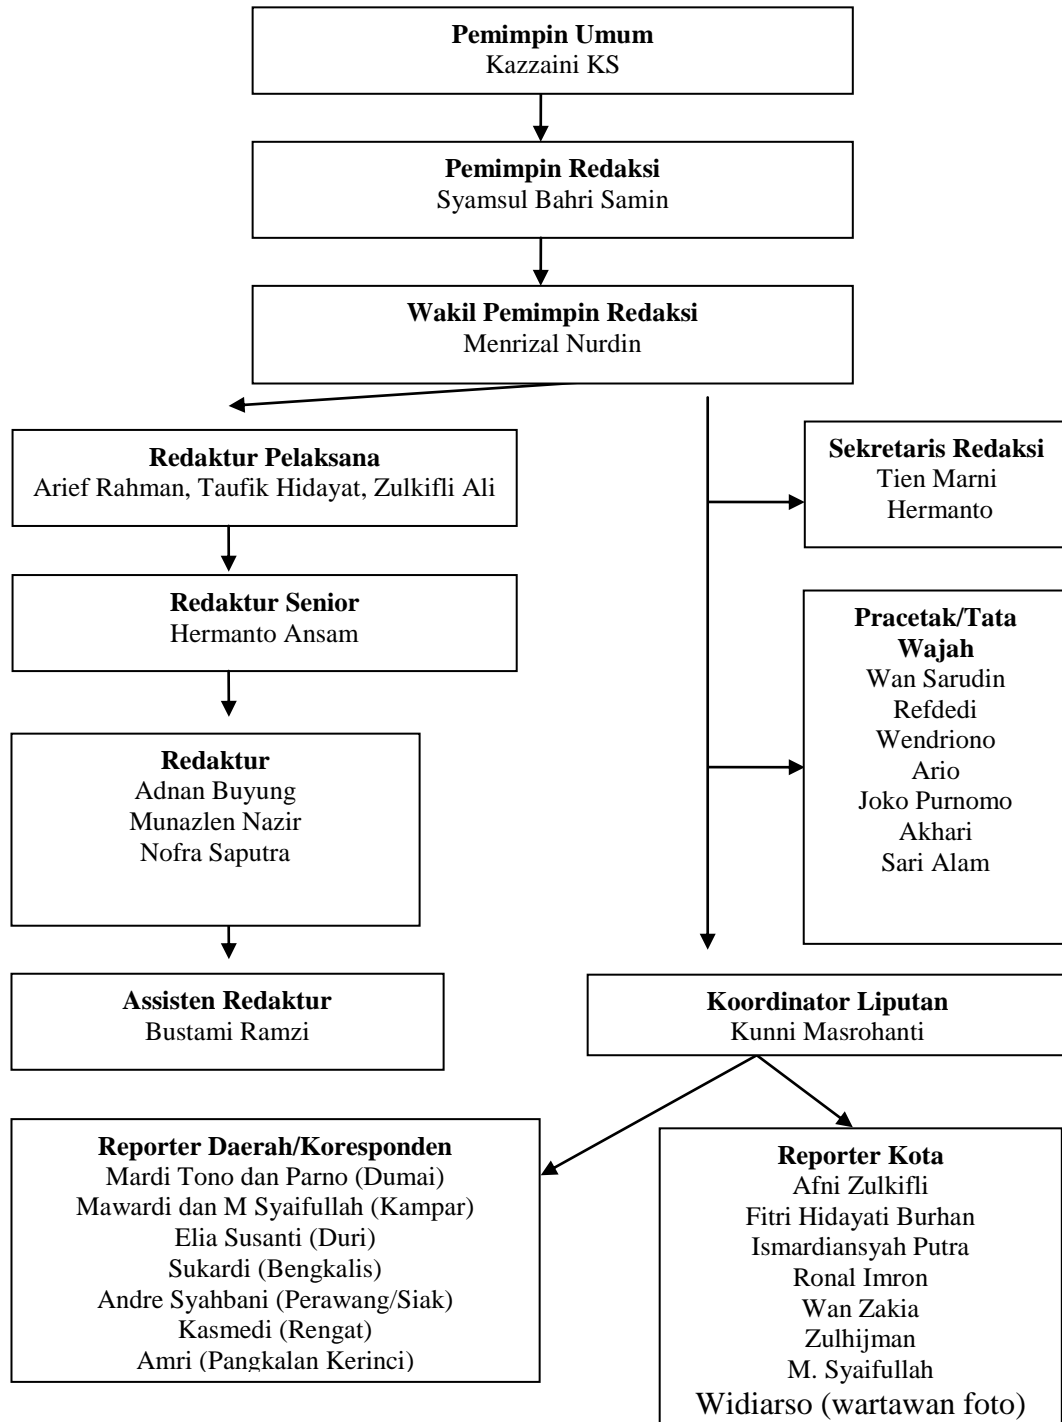 Pemimpin Umum
Kazzaini KS
Pemimpin Redaksi
Syamsul Bahri Samin
Wakil Pemimpin Redaksi
Menrizal Nurdin
Redaktur Pelaksana
Arief Rahman, Taufik Hidayat, Zulkifli Ali
Sekretaris Redaksi
Tien Marni
Hermanto
Redaktur Senior
Hermanto Ansam
Pracetak/Tata
Wajah
Wan Sarudin
Refdedi
Wendriono
Ario
Joko Purnomo
Akhari
Sari Alam
Redaktur
Adnan Buyung
Munazlen Nazir
Nofra Saputra
Assisten Redaktur
Bustami Ramzi
Koordinator Liputan
Kunni Masrohanti
Reporter Daerah/Koresponden
Mardi Tono dan Parno (Dumai)
Mawardi dan M Syaifullah (Kampar)
Elia Susanti (Duri)
Sukardi (Bengkalis)
Andre Syahbani (Perawang/Siak)
Kasmedi (Rengat)
Amri (Pangkalan Kerinci)
Reporter Kota
Afni Zulkifli
Fitri Hidayati Burhan
Ismardiansyah Putra
Ronal Imron
Wan Zakia
Zulhijman
M. Syaifullah
Widiarso (wartawan foto)